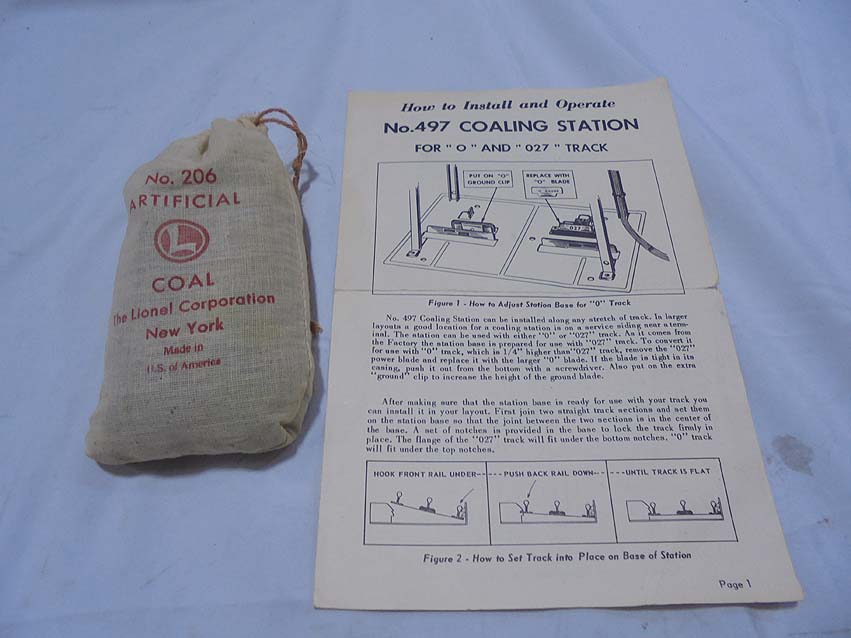 No. 206
ARTIFICIAL
L
COAL
The Lionel Corporation
New York
Made in
U.S. of America
How to Install and Operate
No. 497 COALING STATION
FOR "O" AND "027" TRACK
PUT ON "O"
GROUND CLIP
REPLACE WITH
"O" BLADE
027
Figure 1 - How to Adjust Station Base for "O" Track
No. 497 Coaling Station can be installed along any stretch of track. In larger
layouts a good location for a coaling station is on a service siding near a term-
inal. The station can be used with either "O" or "027" track. As it comes from
the Factory the station base is prepared for use with "027" track. To convert it
for use with "O" track, which is 1/4" higher than "027" track, remove the "027"
power blade and replace it with the larger "O" blade. If the blade is tight in its
casing, push it out from the bottom with a screwdriver. Also put on the extra
"ground" clip to increase the height of the ground blade.
After making sure that the station base is ready for use with your track you
can install it in your layout. First join two straight track sections and set them
on the station base so that the joint between the two sections is in the center of
the base. A set of notches is provided in the base to lock the track firmly in
place. The flange of the "027" track will fit under the bottom notches. "O" track
will fit under the top notches.
HOOK FRONT RAIL UNDER-- ---PUSH BACK RAIL DOWN--- ---UNTIL TRACK IS FLAT
Figure 2 - How to Set Track into Place on Base of Station
Page 1